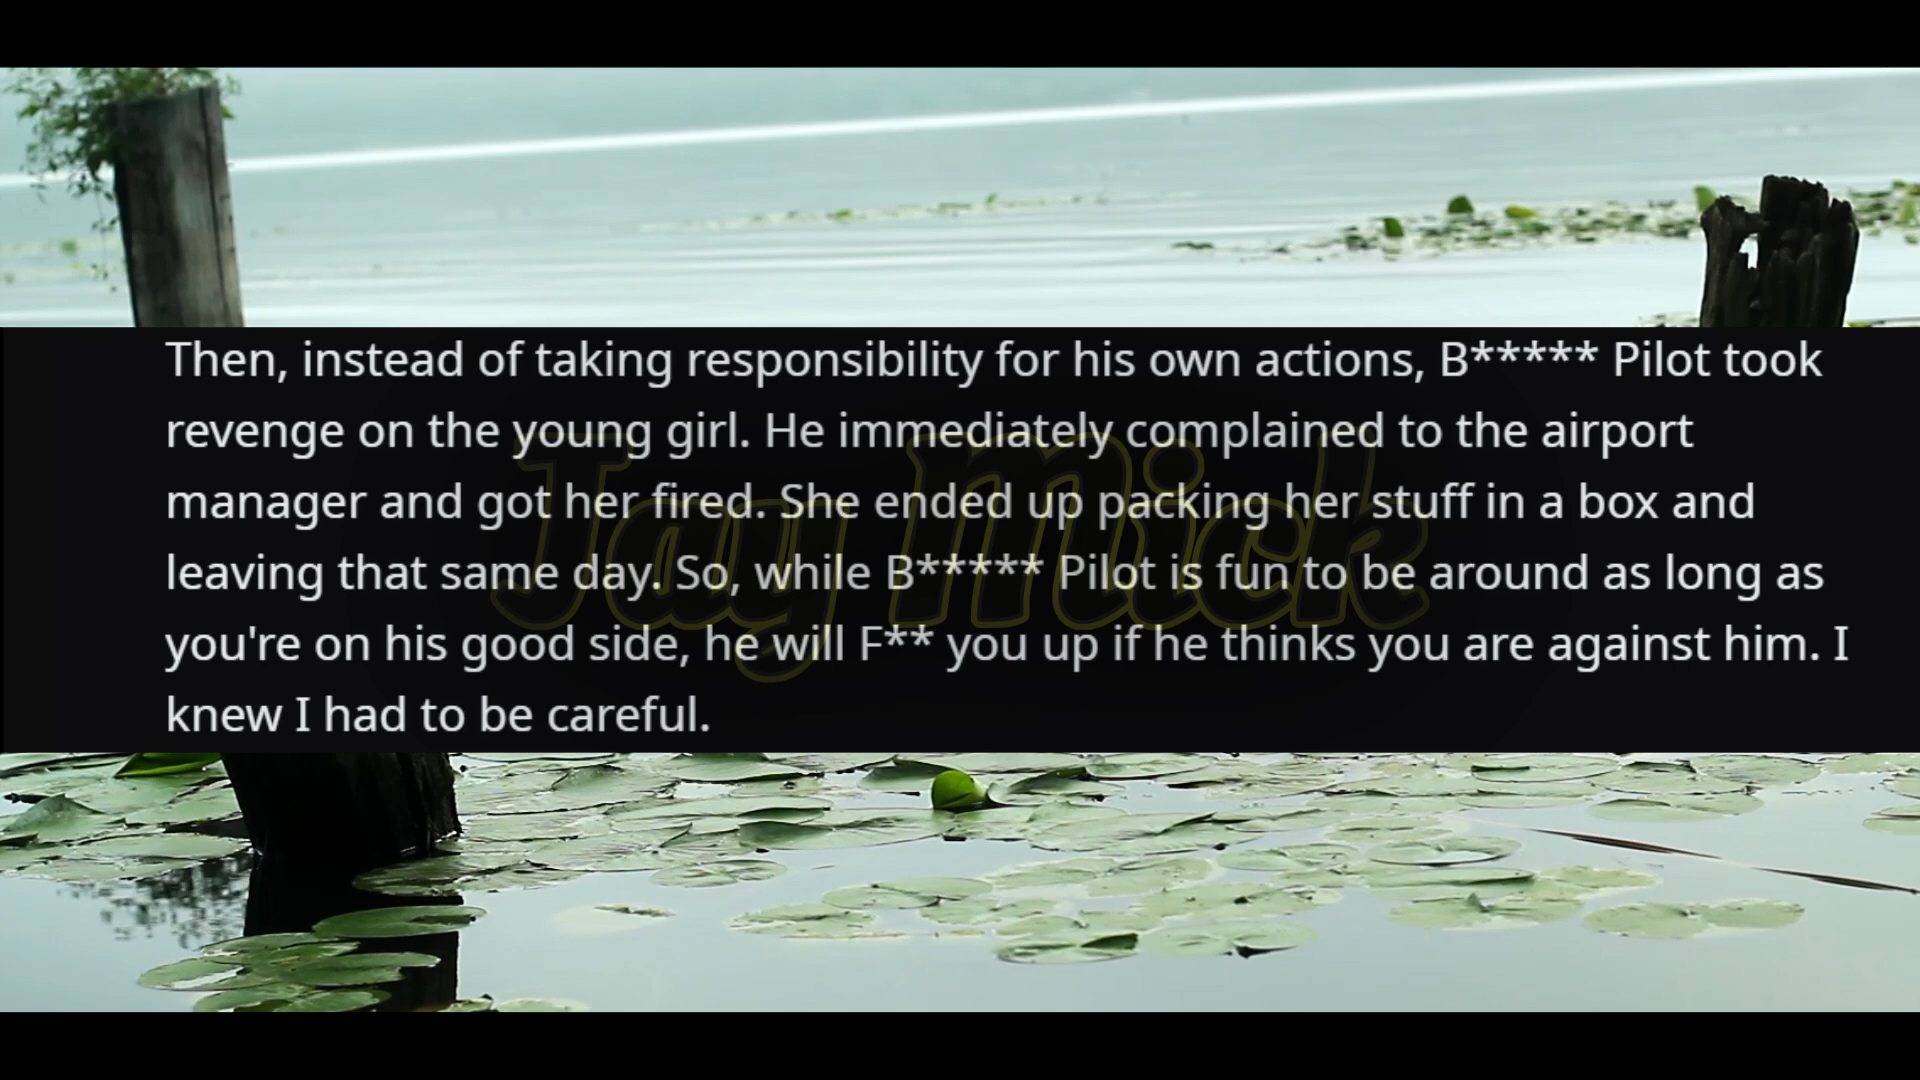 Then, instead of taking responsibility for his own actions, B***** Pilot took
revenge on the young girl. He immediately complained to the airport
manager and got her fired. She ended up packing her stuff in a box and
leaving that same day. So, while B***** Pilot is fun to be around as long as
you're on his good side, he will F** you up if he thinks you are against him. I
knew I had to be careful.
Jay Mick